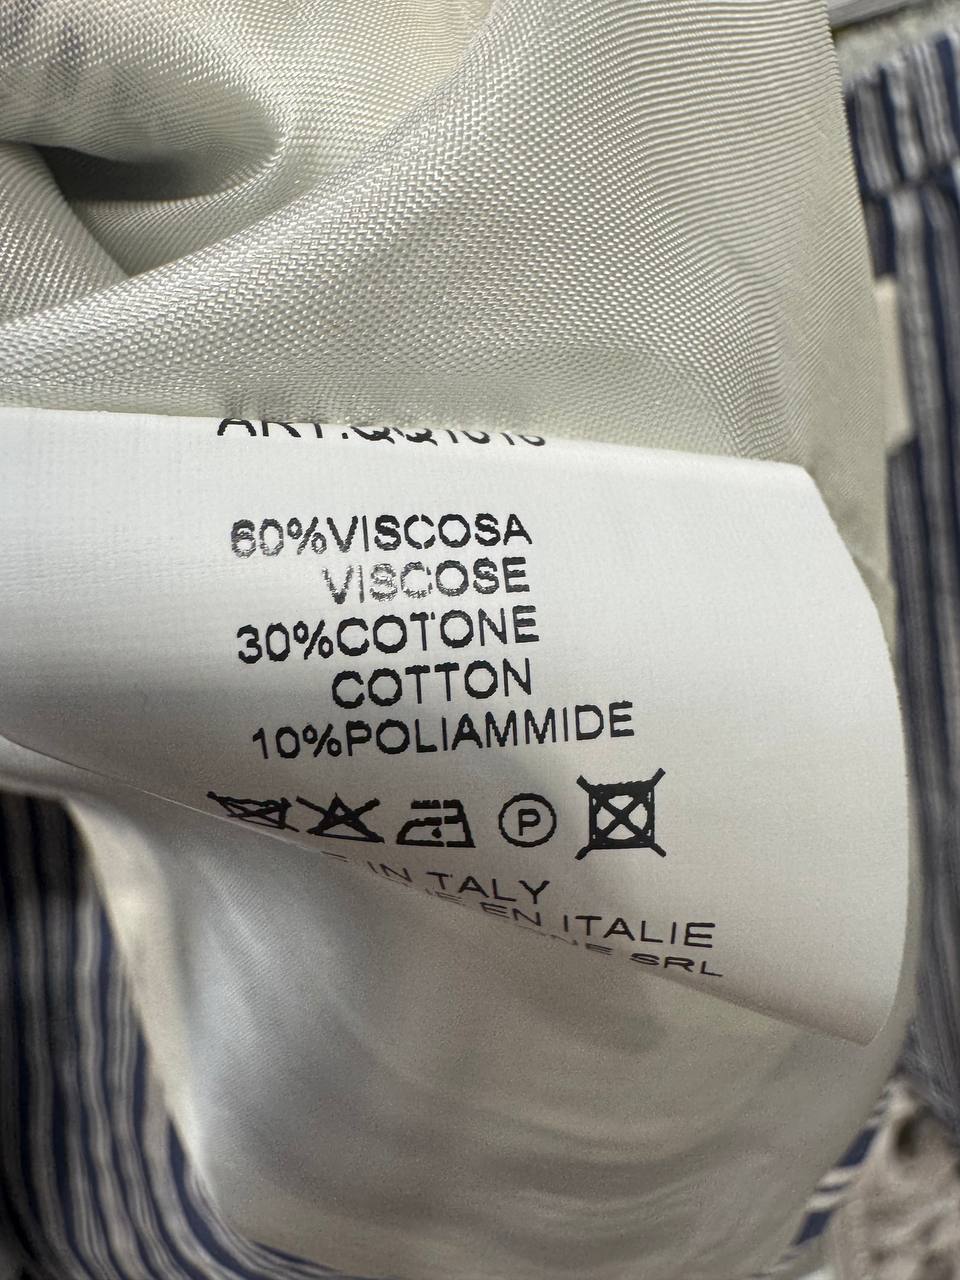 60%VISCOSA
VISCOSE
30%COTONE
COTTON
10%POLIAMMIDE
P
IN TALY
EN ITALIE
SRL